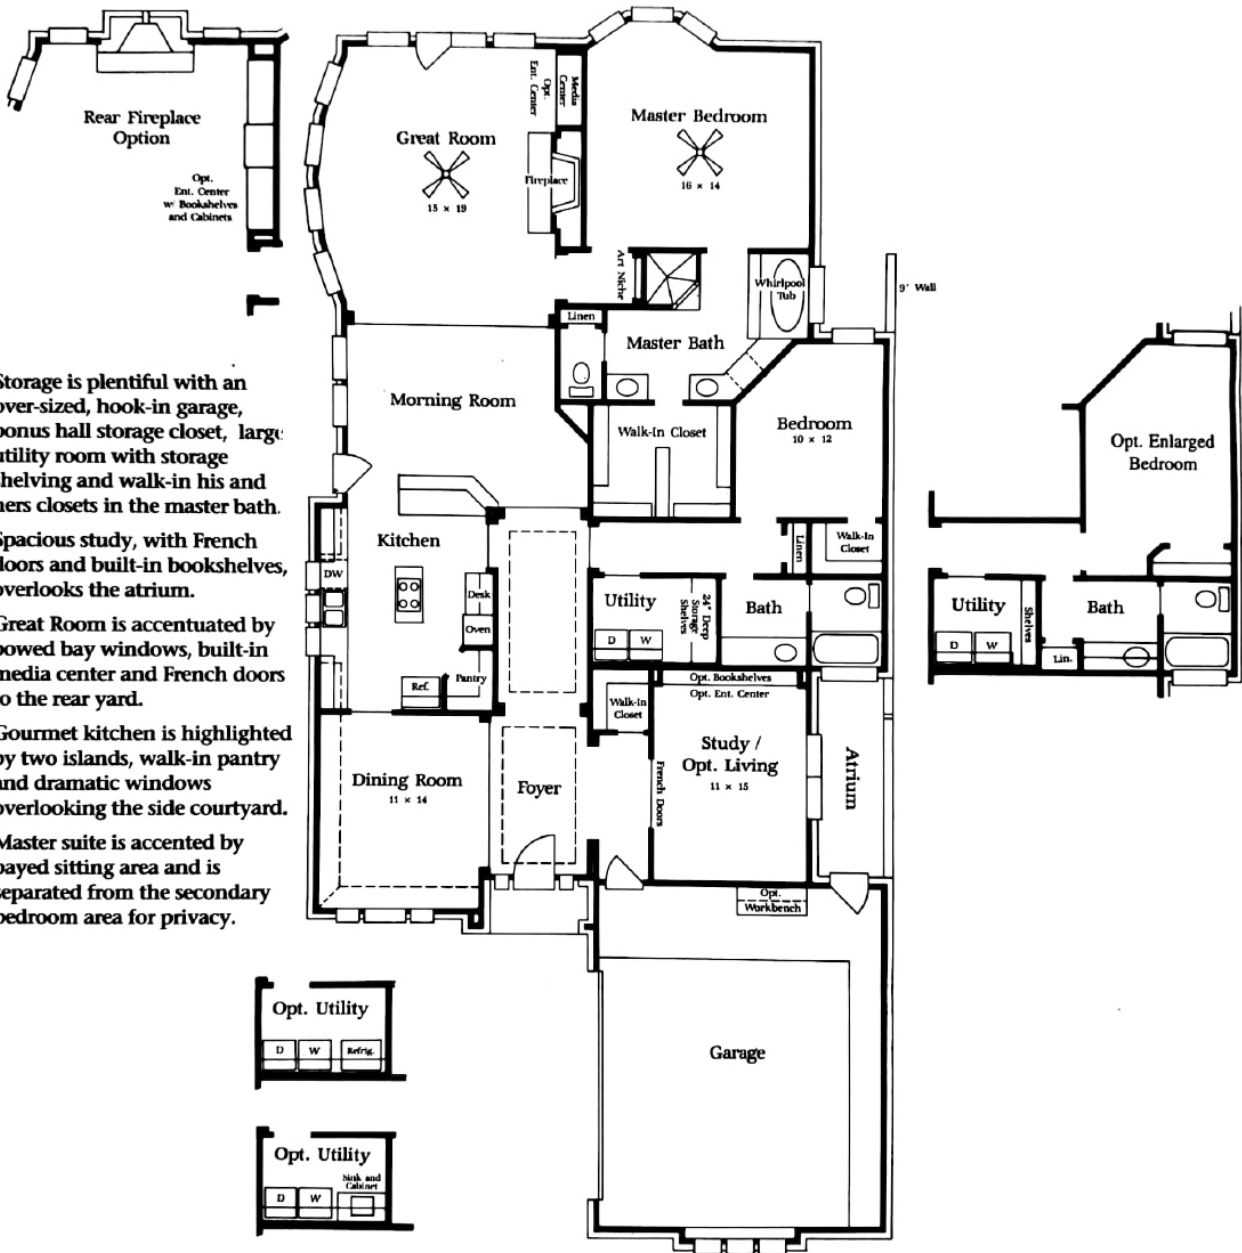 Rear Fireplace
Option
Opt.
Ent. Center
w/ Bookshelves
and Cabinets
Great Room
15 x 19
Opt.
Ent. Center
Media
Center
Fireplace
Master Bedroom
16 x 14
Art Niche
Whirlpool
Tub
9' Wall
Linen
Master Bath
Morning Room
Walk-In Closet
Bedroom
10 x 12
Opt. Enlarged
Bedroom
Storage is plentiful with an
over-sized, hook-in garage,
bonus hall storage closet, large
utility room with storage
shelving and walk-in his and
hers closets in the master bath.
Spacious study, with French
doors and built-in bookshelves,
overlooks the atrium.
Great Room is accentuated by
bowed bay windows, built-in
media center and French doors
to the rear yard.
Gourmet kitchen is highlighted
by two islands, walk-in pantry
and dramatic windows
overlooking the side courtyard.
Master suite is accented by
bayed sitting area and is
separated from the secondary
bedroom area for privacy.
Kitchen
DW
Desk
Oven
Ref.
Pantry
Linen
Walk-In
Closet
Utility
D W
24" Deep
Storage
Shelves
Bath
Utility
D W
Shelves
Lin.
Bath
Opt. Bookshelves
Opt. Ent. Center
Walk-In
Closet
Study /
Opt. Living
11 x 15
French Doors
Atrium
Dining Room
11 x 14
Foyer
Opt.
Workbench
Garage
Opt. Utility
D W Refrig.
Opt. Utility
Sink and
Cabinet
D W